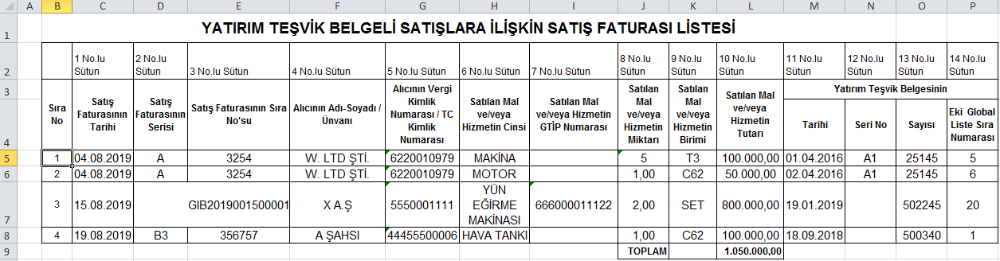 A B C D E F G H I J K L M N O P
1 YATIRIM TEŞVİK BELGELİ SATIŞLARA İLİŞKİN SATIŞ FATURASI LİSTESİ
2 1 No.lu Sütun 2 No.lu Sütun 3 No.lu Sütun 4 No.lu Sütun 5 No.lu Sütun 6 No.lu Sütun 7 No.lu Sütun 8 No.lu Sütun 9 No.lu Sütun 10 No.lu Sütun 11 No.lu Sütun 12 No.lu Sütun 13 No.lu Sütun 14 No.lu Sütun
3 Yatırım Teşvik Belgesinin
4 Sıra No Satış Faturasının Tarihi Satış Faturasının Serisi Satış Faturasının Sıra No'su Alıcının Adı-Soyadı / Ünvanı Alıcının Vergi Kimlik Numarası / TC Kimlik Numarası Satılan Mal ve/veya Hizmetin Cinsi Satılan Mal ve/veya Hizmetin GTİP Numarası Satılan Mal ve/veya Hizmetin Miktarı Satılan Mal ve/veya Hizmetin Birimi Satılan Mal ve/veya Hizmetin Tutarı Tarihi Seri No Sayısı Eki Global Liste Sıra Numarası
5 1 04.08.2019 A 3254 W. LTD ŞTİ. 6220010979 MAKİNA 5 T3 100.000,00 01.04.2016 A1 25145 5
6 2 04.08.2019 A 3254 W. LTD ŞTİ. 6220010979 MOTOR 1,00 C62 50.000,00 02.04.2016 A1 25145 6
7 3 15.08.2019 GIB2019001500001 X A.Ş 5550001111 YÜN EĞİRME MAKİNASI 666000011122 2,00 SET 800.000,00 19.01.2019 502245 20
8 4 19.08.2019 B3 356757 A ŞAHSI 44455500006 HAVA TANKI 1,00 C62 100.000,00 18.09.2018 500340 1
9 TOPLAM 1.050.000,00